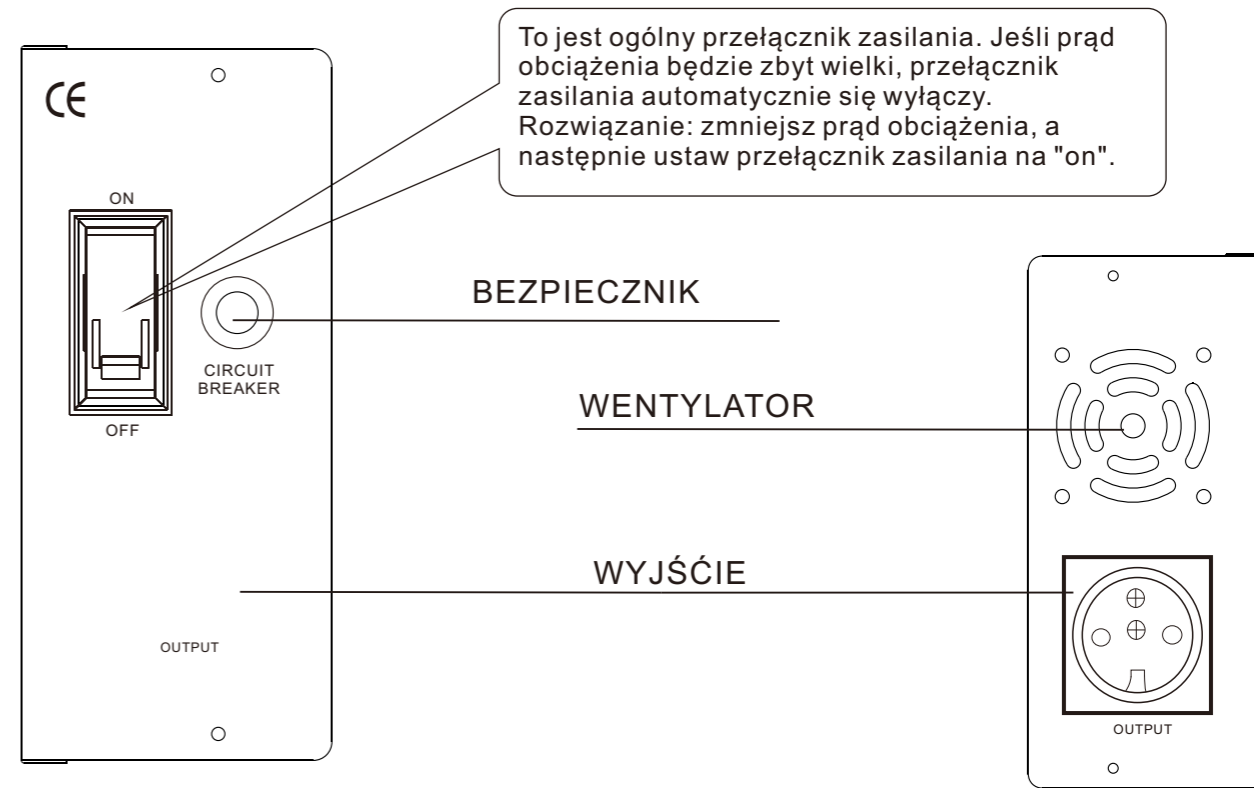 To jest ogólny przełącznik zasilania. Jeśli prąd
obciążenia będzie zbyt wielki, przełącznik
zasilania automatycznie się wyłączy.
Rozwiązanie: zmniejsz prąd obciążenia, a
następnie ustaw przełącznik zasilania na "on".
CE
ON
OFF
CIRCUIT
BREAKER
BEZPIECZNIK
WENTYLATOR
WYJŚĆIE
OUTPUT
OUTPUT